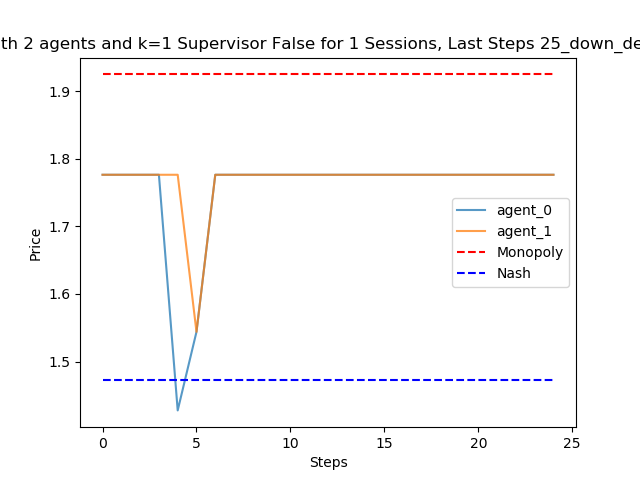 th 2 agents and k=1 Supervisor False for 1 Sessions, Last Steps 25_down_de
1.9
1.8
1.7
1.6
1.5
Price
agent_0
agent_1
Monopoly
Nash
0
5
10
15
20
25
Steps